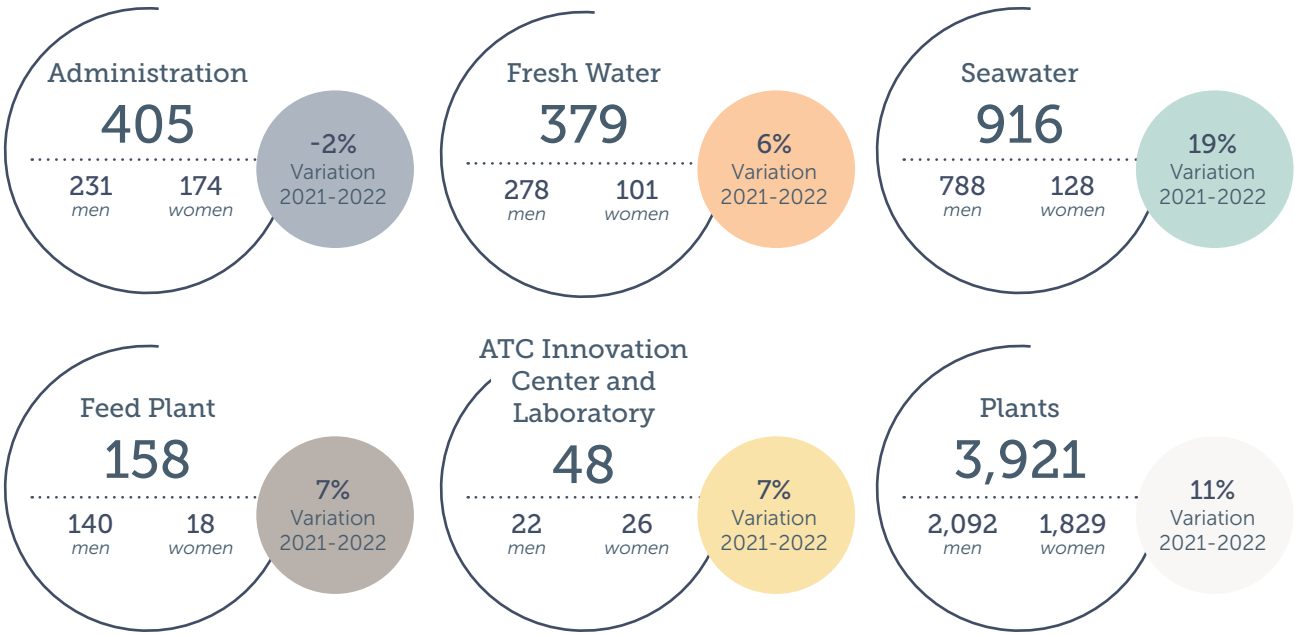 Administration
405
231 174
men women
-2%
Variation
2021-2022
Fresh Water
379
278 101
men women
6%
Variation
2021-2022
Seawater
916
788 128
men women
19%
Variation
2021-2022
Feed Plant
158
140 18
men women
7%
Variation
2021-2022
ATC Innovation
Center and
Laboratory
48
22 26
men women
7%
Variation
2021-2022
Plants
3,921
2,092 1,829
men women
11%
Variation
2021-2022